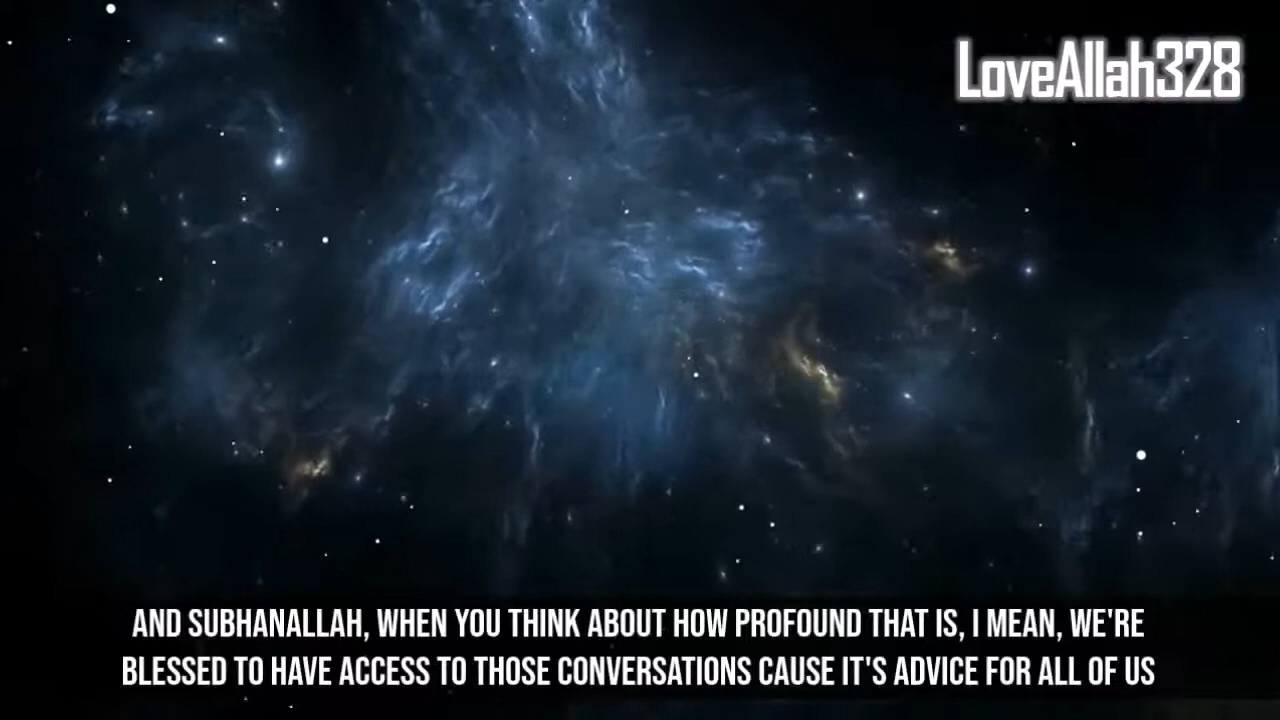 LoveAllah328
AND SUBHANALLAH, WHEN YOU THINK ABOUT HOW PROFOUND THAT IS, I MEAN, WE'RE
BLESSED TO HAVE ACCESS TO THOSE CONVERSATIONS CAUSE IT'S ADVICE FOR ALL OF US